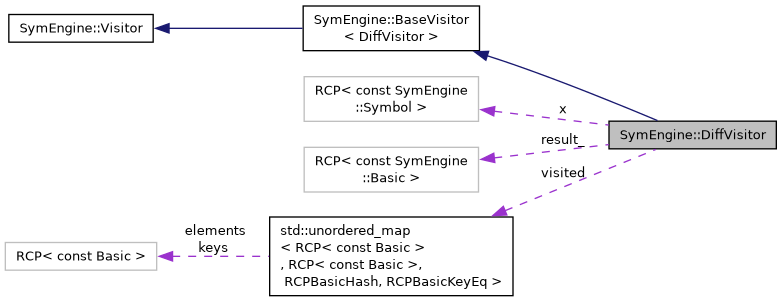 SymEngine::Visitor
SymEngine::BaseVisitor
< DiffVisitor >
RCP< const SymEngine
::Symbol >
x
SymEngine::DiffVisitor
RCP< const SymEngine
::Basic >
result_
visited
std::unordered_map
< RCP< const Basic >
, RCP< const Basic >,
RCPBasicHash, RCPBasicKeyEq >
elements
keys
RCP< const Basic >